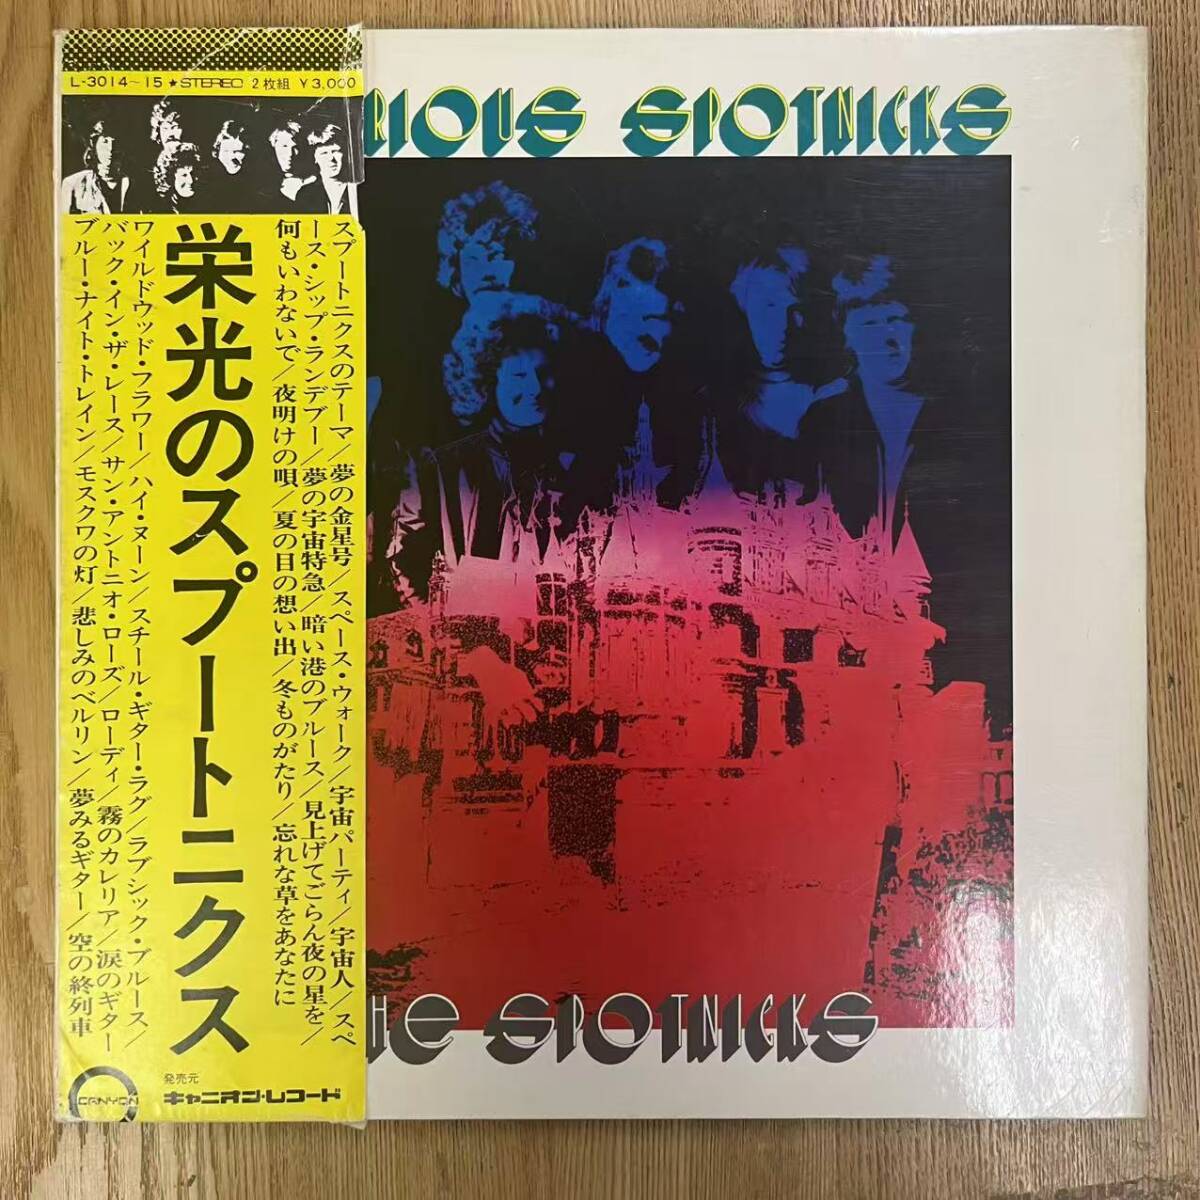 L-3014~15★STEREO 2枚組 ¥3,000
栄光のスプートニクス
スプートニクスのテーマ/夢の金星号/スペース・ウォーク/宇宙パーティ/宇宙人/スペ
ース・シップ・ランデブー/夢の宇宙特急/暗い港のブルース/見上げてごらん夜の星を/
何もいわないで/夜明けの唄/夏の日の想い出/冬ものがたり/忘れな草をあなたに
ワイルドウッド・フラワー/ハイ・ヌーン/スチール・ギター・ラグ/ラブシック・ブルース/
バック・イン・ザ・レース/サン・アントニオ・ローズ/ローディ/霧のカレリア/涙のギター
ブルー・ナイト・トレイン/モスクワの灯/悲しみのベルリン/夢みるギター/空の終列車
CANYON
発売元
キャニオン・レコード
RIOUS SPOTNICKS
HE SPOTNICKS